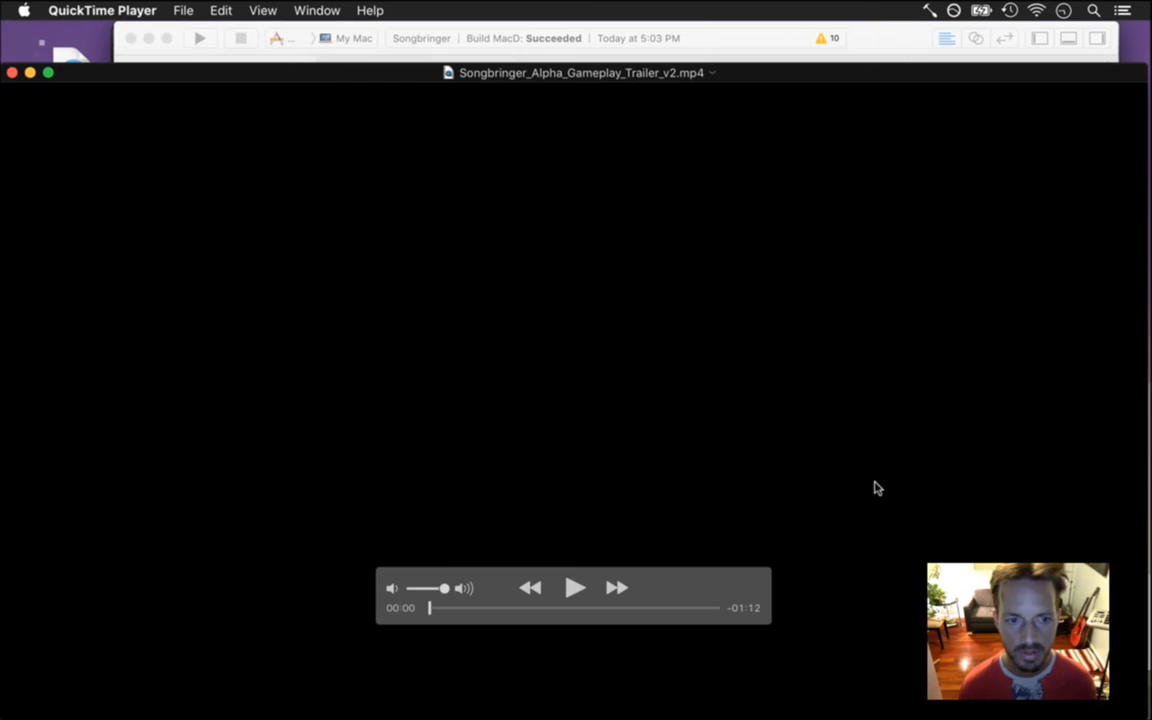 QuickTime Player File Edit View Window Help
... My Mac Songbringer Build MacD: Succeeded Today at 5:03 PM 10
Songbringer_Alpha_Gameplay_Trailer_v2.mp4
00:00 -01:12